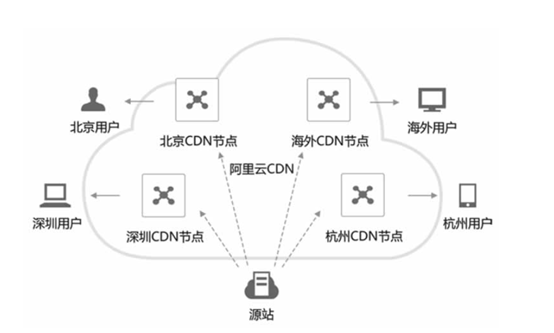 北京用户
北京CDN节点
海外CDN节点
海外用户
阿里云CDN
深圳用户
深圳CDN节点
杭州CDN节点
杭州用户
源站